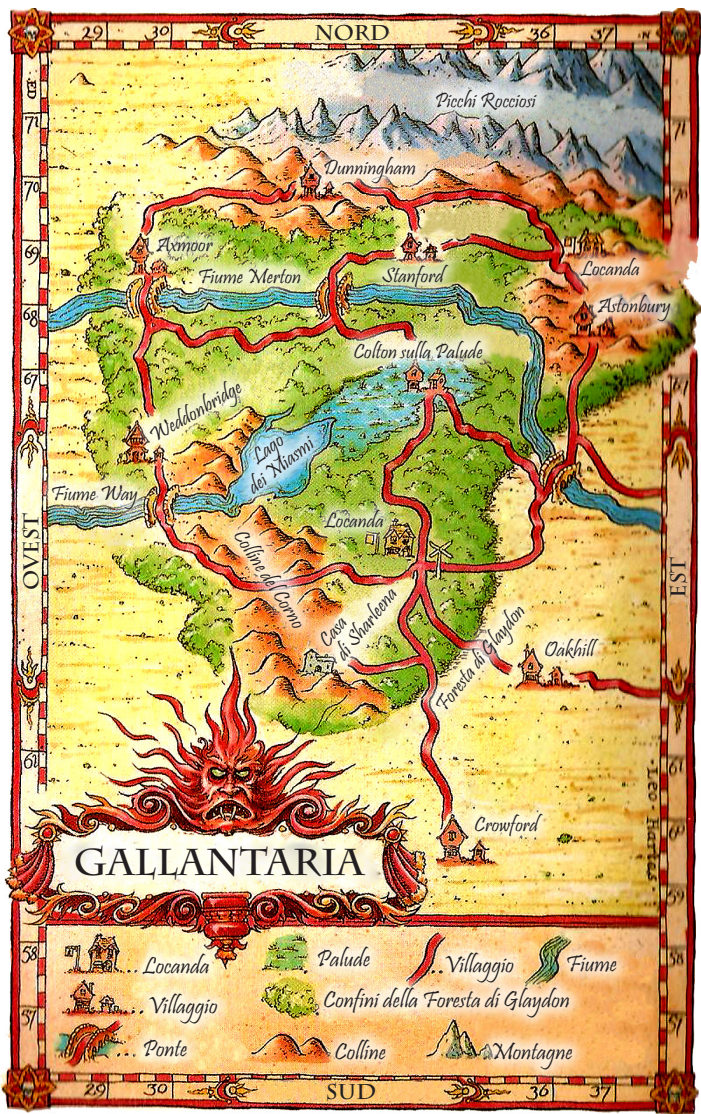 NORD
29 30 36 37 N
Picchi Rocciosi
71 71
Dunningham
70 70
69 Axmoor
Fiume Merton Stanford Locanda
68 Astonbury
Colton sulla Palude
67 67
Weddonbridge
Lago
dei Miasmi
Fiume Way
OVEST
EST
Locanda
Colline del Corno
Casa
di Sharleena
Foresta di Glaydon
Oakhill
61 61
Leo Hartas
60
Crowford
GALLANTARIA
59
58 58
...Locanda
Palude
..Villaggio
Fiume
...Villaggio
Confini della Foresta di Glaydon
57 57
...Ponte
Colline
Montagne
29 30 36 37
SUD